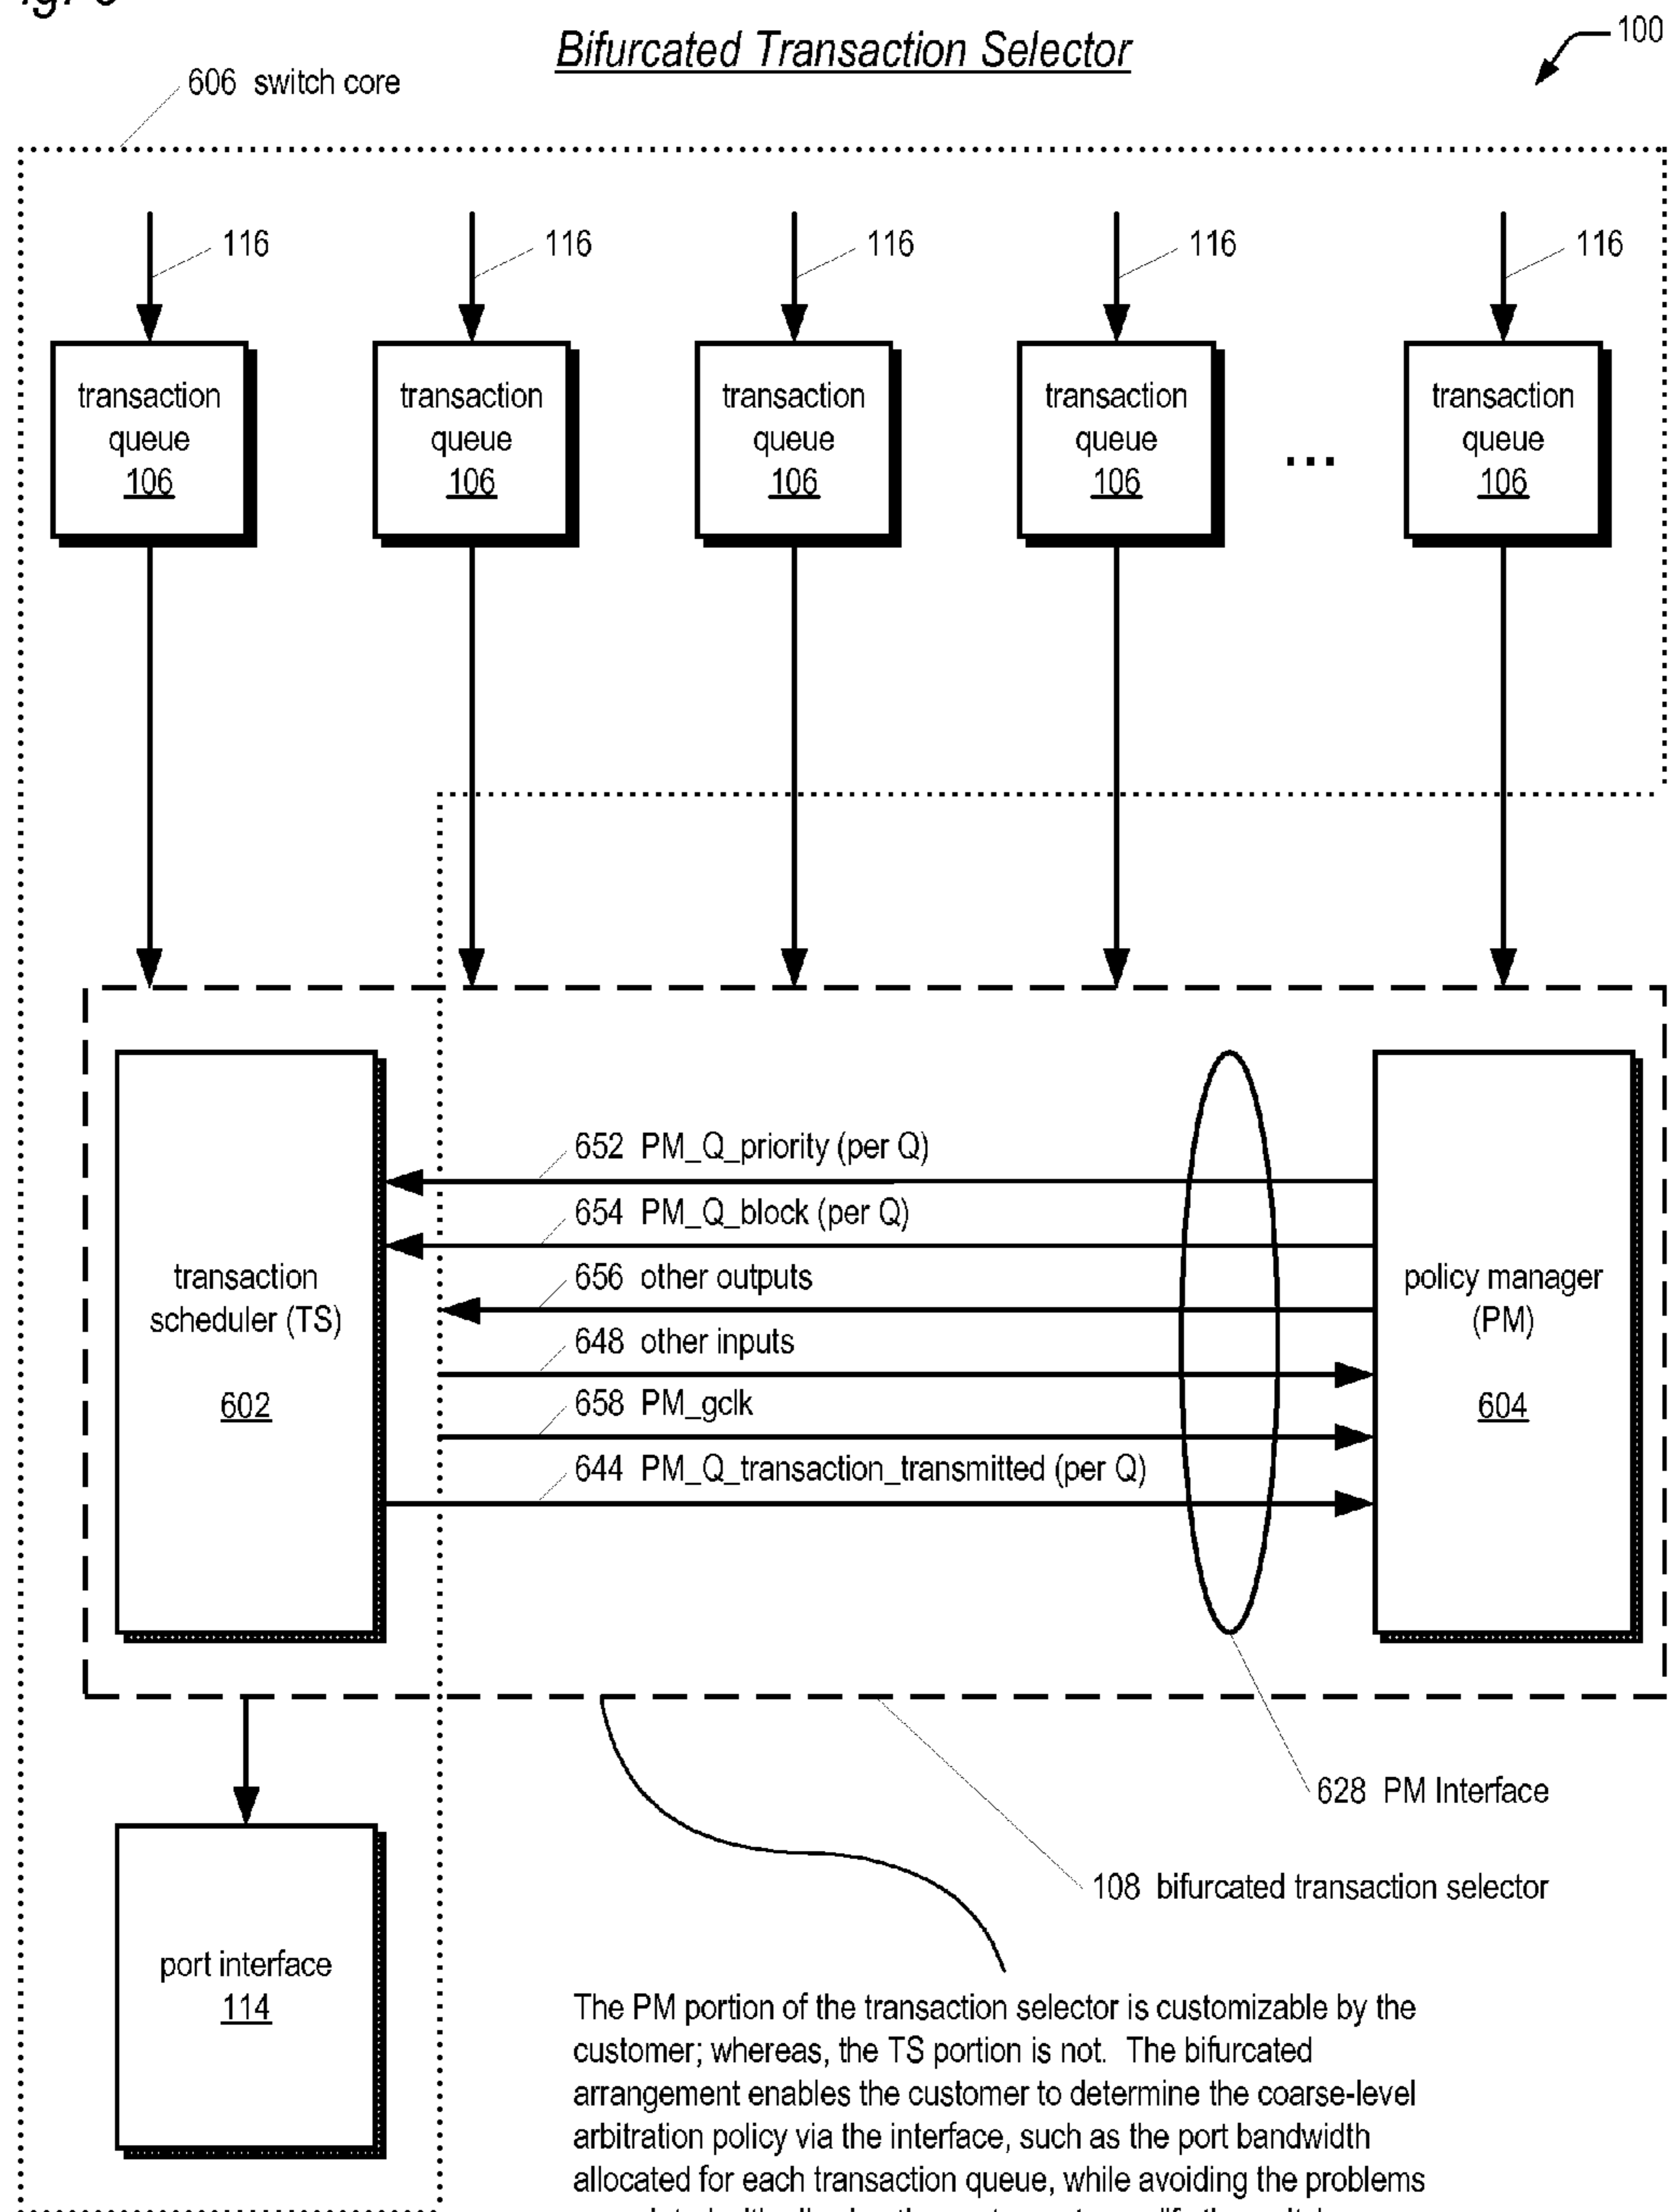 Bifurcated Transaction Selector
100
606 switch core
116 116 116 116 116
transaction queue 106
transaction queue 106
transaction queue 106
transaction queue 106
...
transaction queue 106
652 PM_Q_priority (per Q)
654 PM_Q_block (per Q)
656 other outputs
648 other inputs
658 PM_gclk
644 PM_Q_transaction_transmitted (per Q)
transaction
scheduler (TS)
602
policy manager
(PM)
604
628 PM Interface
108 bifurcated transaction selector
port interface
114
The PM portion of the transaction selector is customizable by the
customer; whereas, the TS portion is not. The bifurcated
arrangement enables the customer to determine the coarse-level
arbitration policy via the interface, such as the port bandwidth
allocated for each transaction queue, while avoiding the problems